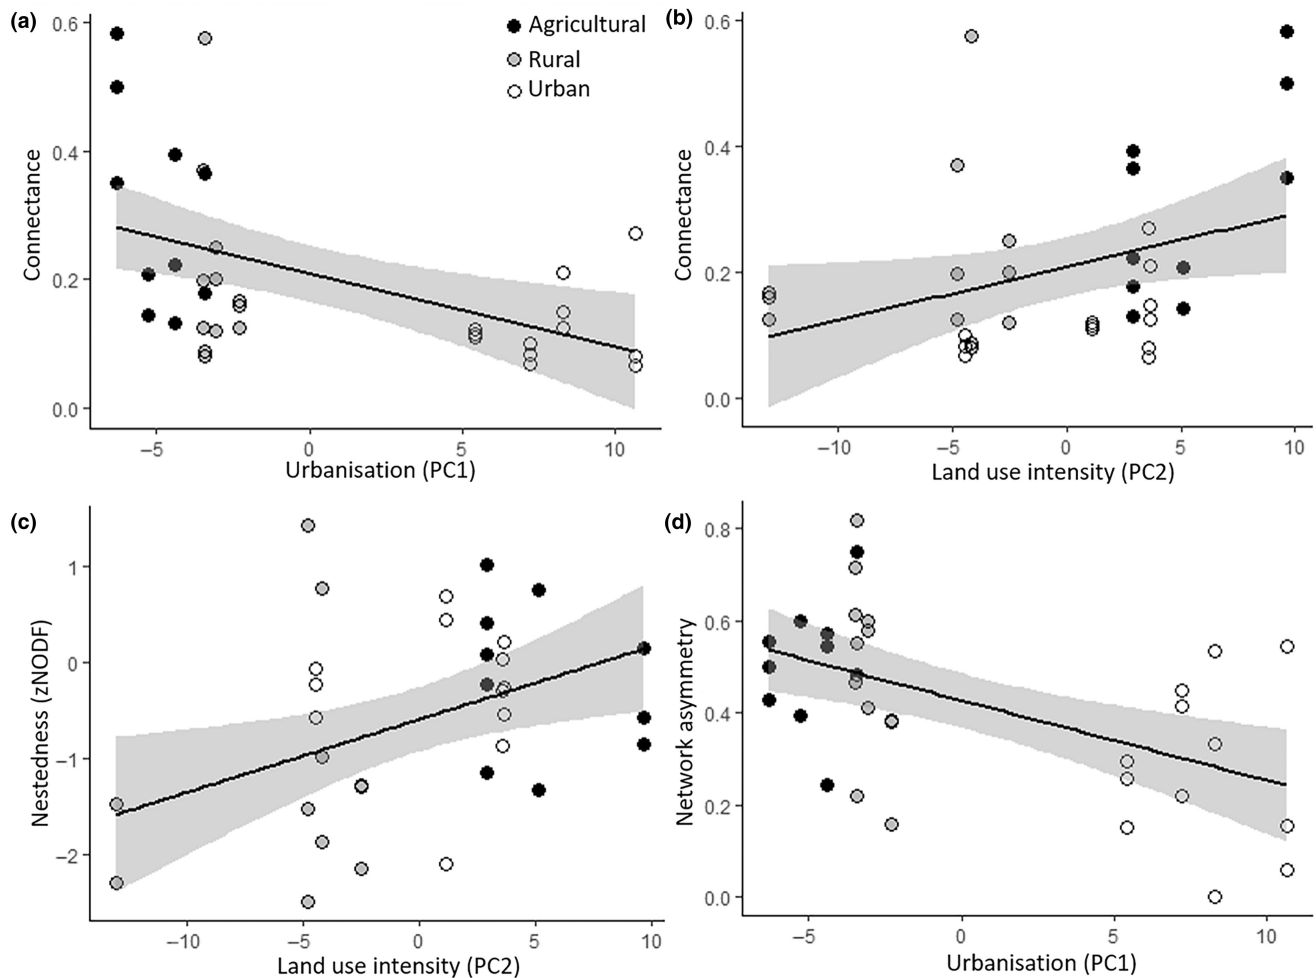 (a)
0.6
0.4
0.2
0.0
Connectance
−5
0
5
10
Urbanisation (PC1)
Agricultural
Rural
Urban
(b)
0.6
0.4
0.2
0.0
Connectance
−10
−5
0
5
10
Land use intensity (PC2)
(c)
1
0
−1
−2
Nestedness (zNODF)
−10
−5
0
5
10
Land use intensity (PC2)
(d)
0.8
0.6
0.4
0.2
0.0
Network asymmetry
−5
0
5
10
Urbanisation (PC1)